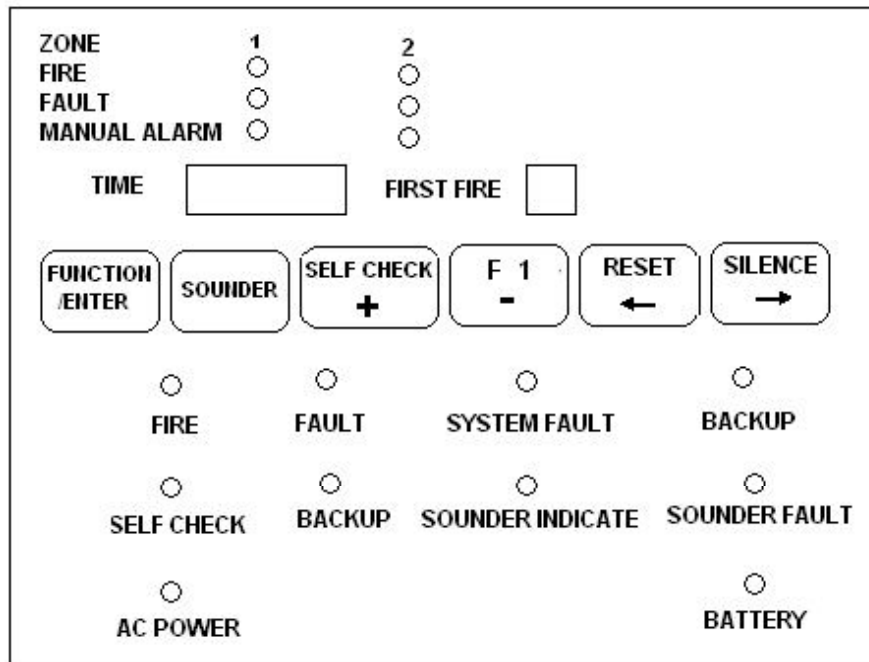 ZONE 1 2
FIRE
FAULT
MANUAL ALARM
TIME FIRST FIRE
FUNCTION
/ENTER
SOUNDER
SELF CHECK
+
F 1
-
RESET
←
SILENCE
→
FIRE FAULT SYSTEM FAULT BACKUP
SELF CHECK BACKUP SOUNDER INDICATE SOUNDER FAULT
AC POWER BATTERY